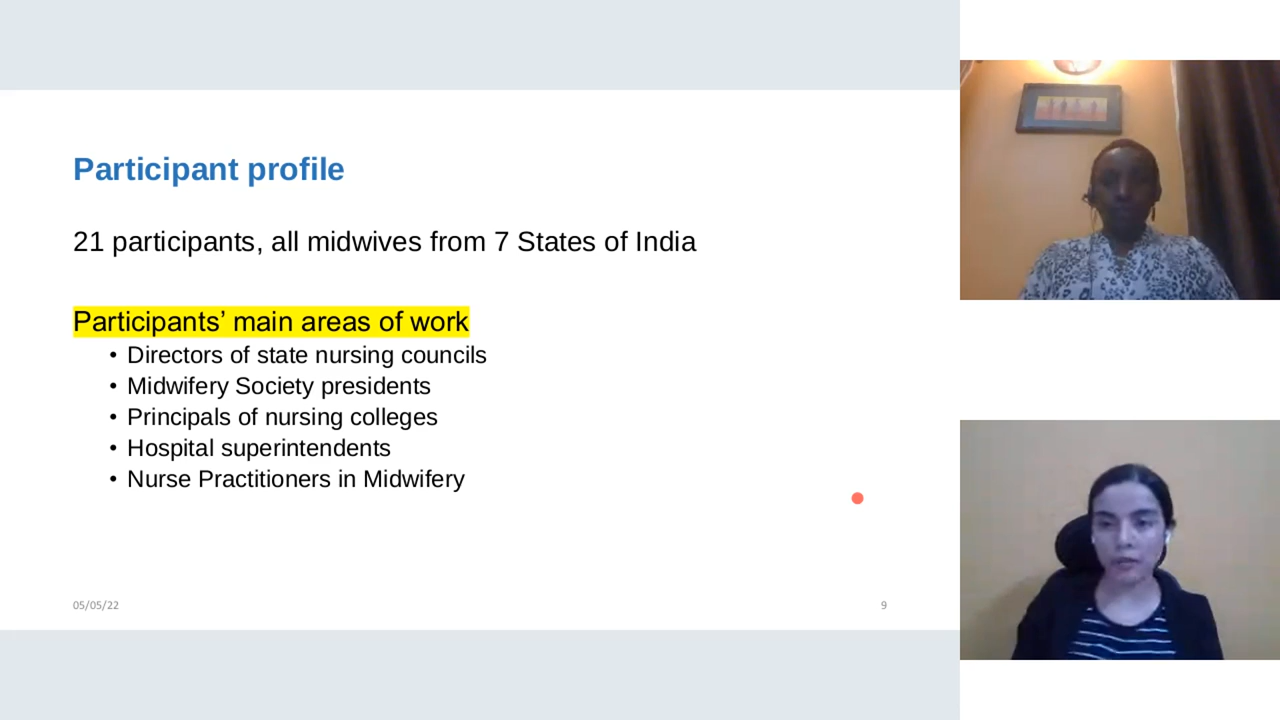 Participant profile
21 participants, all midwives from 7 States of India
Participants’ main areas of work
• Directors of state nursing councils
• Midwifery Society presidents
• Principals of nursing colleges
• Hospital superintendents
• Nurse Practitioners in Midwifery
05/05/22
9